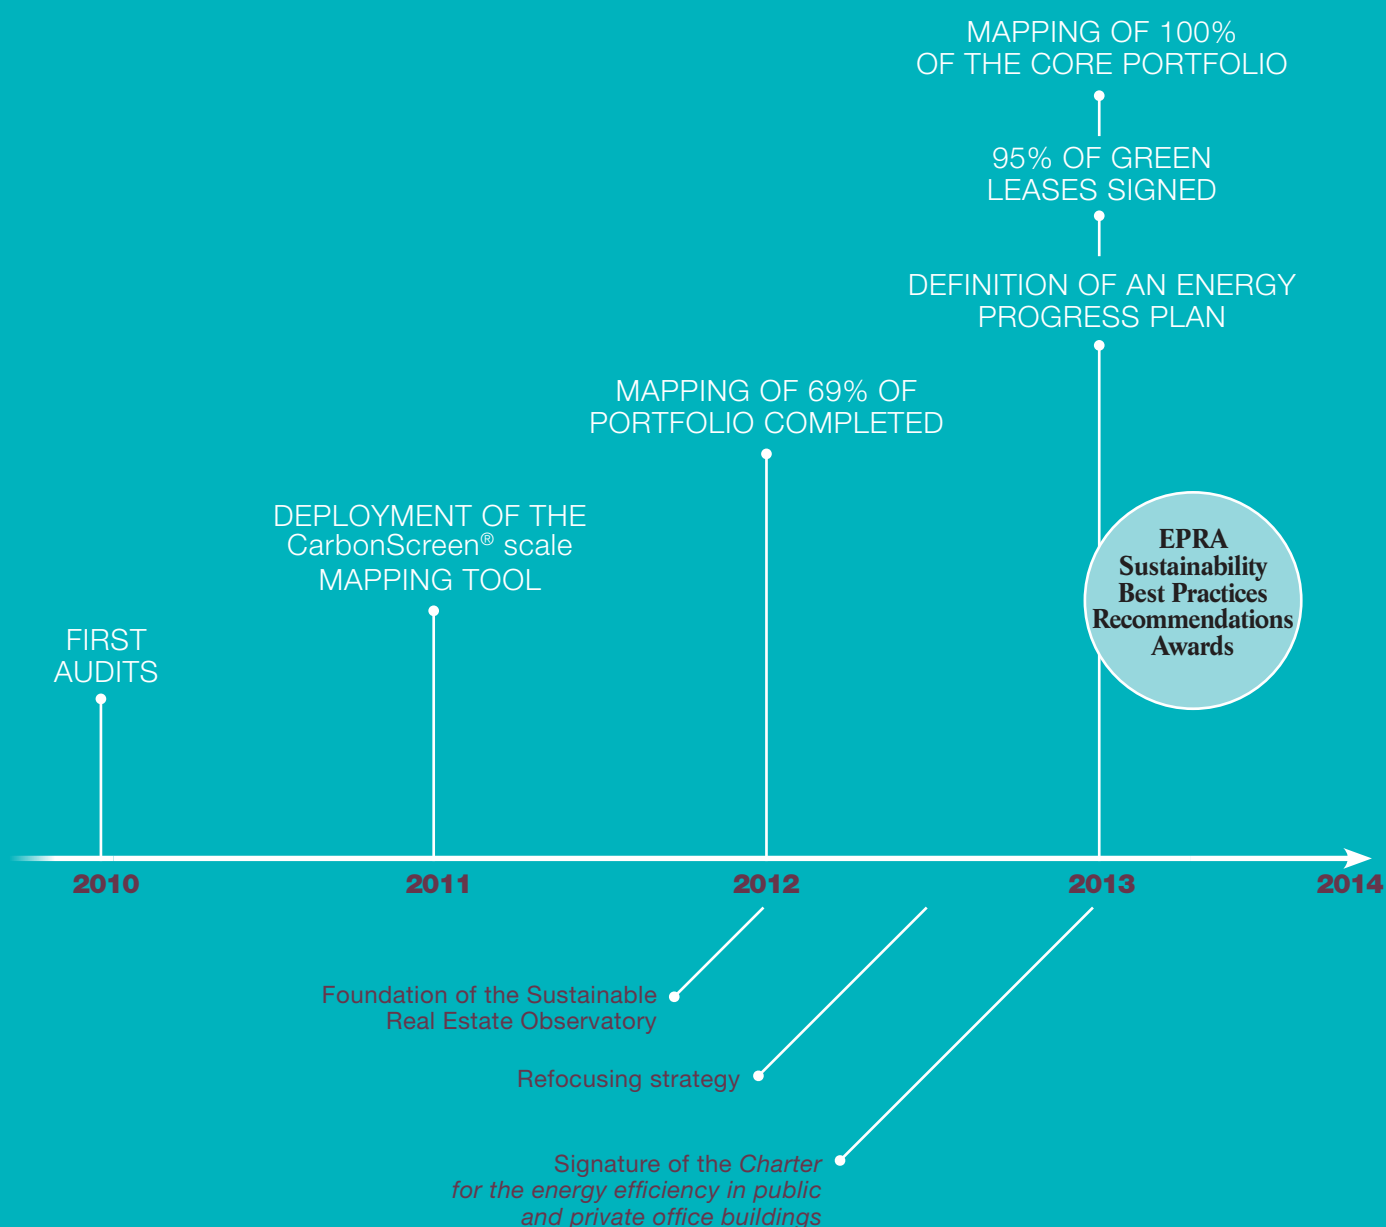 MAPPING OF 100%
OF THE CORE PORTFOLIO
95% OF GREEN
LEASES SIGNED
DEFINITION OF AN ENERGY
PROGRESS PLAN
MAPPING OF 69% OF
PORTFOLIO COMPLETED
DEPLOYMENT OF THE
CarbonScreen® scale
MAPPING TOOL
EPRA
Sustainability
Best Practices
Recommendations
Awards
FIRST
AUDITS
2010
2011
2012
2013
2014
Foundation of the Sustainable
Real Estate Observatory
Refocusing strategy
Signature of the Charter
for the energy efficiency in public
and private office buildings